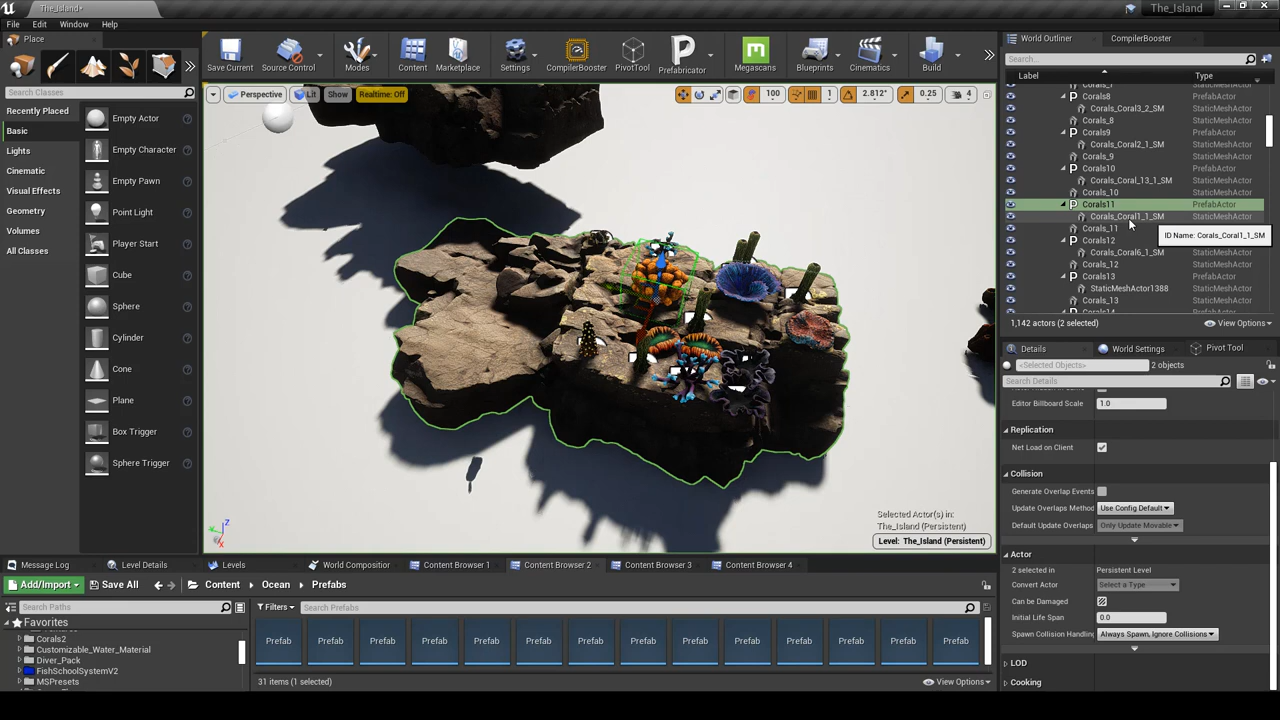 The_Island*
The_Island
File Edit Window Help
Place
Search Classes
Recently Placed
Basic
Lights
Cinematic
Visual Effects
Geometry
Volumes
All Classes
Empty Actor
Empty Character
Empty Pawn
Point Light
Player Start
Cube
Sphere
Cylinder
Cone
Plane
Box Trigger
Sphere Trigger
Save Current
Source Control
Modes
Content
Marketplace
Settings
CompilerBooster
PivotTool
Prefabricator
Megascans
Blueprints
Cinematics
Build
Perspective Lit Show Realtime: Off
100 1 2.812° 0.25 4
Selected Actor(s) in:
The_Island (Persistent)
Level: The_Island (Persistent)
World Outliner CompilerBooster
Search...
Label Type
Corals_7 StaticMeshActor
Corals8 PrefabActor
Corals_Coral3_2_SM StaticMeshActor
Corals_8 StaticMeshActor
Corals9 PrefabActor
Corals_Coral2_1_SM StaticMeshActor
Corals_9 StaticMeshActor
Corals10 PrefabActor
Corals_Coral_13_1_SM StaticMeshActor
Corals_10 StaticMeshActor
Corals11 PrefabActor
Corals_Coral1_1_SM StaticMeshActor
Corals_11
ID Name: Corals_Coral1_1_SM
Corals12 PrefabActor
Corals_Coral6_1_SM StaticMeshActor
Corals_12 StaticMeshActor
Corals13 PrefabActor
StaticMeshActor1388 StaticMeshActor
Corals_13 StaticMeshActor
1,142 actors (2 selected) View Options
Details World Settings Pivot Tool
<Selected Objects> 2 objects
Search Details
Editor Billboard Scale 1.0
Replication
Net Load on Client
Collision
Generate Overlap Events
Update Overlaps Method Use Config Default
Default Update Overlaps Only Update Movable
Actor
2 selected in Persistent Level
Convert Actor Select a Type
Can be Damaged
Initial Life Span 0.0
Spawn Collision Handling Always Spawn, Ignore Collisions
LOD
Cooking
Message Log Level Details Levels World Compositior Content Browser 1 Content Browser 2 Content Browser 3 Content Browser 4
Add/Import Save All Content Ocean Prefabs
Search Paths
Filters Search Prefabs
Favorites
Corals2
Customizable_Water_Material
Diver_Pack
FishSchoolSystemV2
MSPresets
Prefab Prefab Prefab Prefab Prefab Prefab Prefab Prefab Prefab Prefab Prefab Prefab Prefab Prefab
31 items (1 selected) View Options